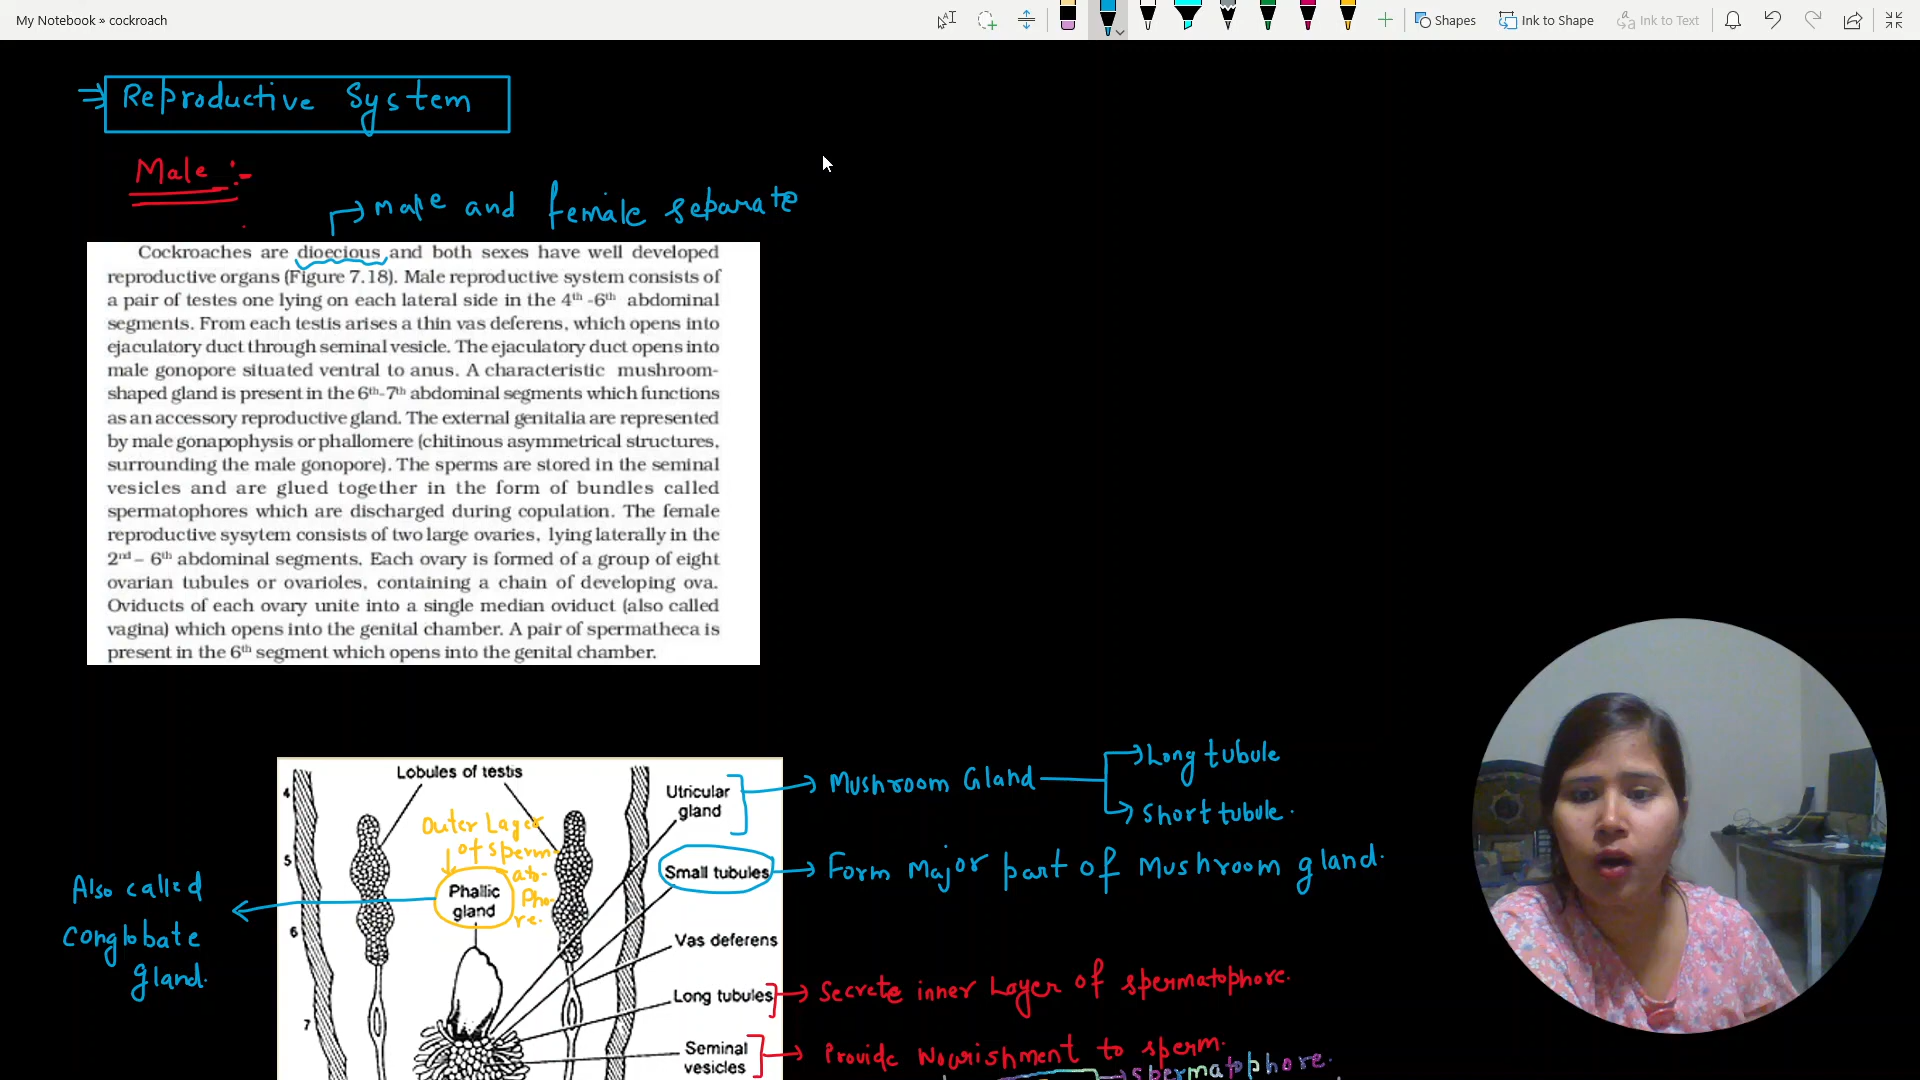 My Notebook » cockroach
Shapes
Ink to Shape
Ink to Text
⇒ Reproductive System
Male :-
→ male and female separate
Cockroaches are dioecious and both sexes have well developed
reproductive organs (Figure 7.18). Male reproductive system consists of
a pair of testes one lying on each lateral side in the 4th -6th abdominal
segments. From each testis arises a thin vas deferens, which opens into
ejaculatory duct through seminal vesicle. The ejaculatory duct opens into
male gonopore situated ventral to anus. A characteristic mushroom-
shaped gland is present in the 6th-7th abdominal segments which functions
as an accessory reproductive gland. The external genitalia are represented
by male gonapophysis or phallomere (chitinous asymmetrical structures,
surrounding the male gonopore). The sperms are stored in the seminal
vesicles and are glued together in the form of bundles called
spermatophores which are discharged during copulation. The female
reproductive sysytem consists of two large ovaries, lying laterally in the
2nd – 6th abdominal segments. Each ovary is formed of a group of eight
ovarian tubules or ovarioles, containing a chain of developing ova.
Oviducts of each ovary unite into a single median oviduct (also called
vagina) which opens into the genital chamber. A pair of spermatheca is
present in the 6th segment which opens into the genital chamber.
Lobules of testis
4
5
6
7
Outer Layer
of sperm-
ato-
Pho-
re.
Phallic
gland
Also called
conglobate
gland.
Utricular
gland
→ Mushroom Gland
→ Long tubule
→ Short tubule.
Small tubules
→ Form Major part of Mushroom gland.
Vas deferens
Long tubules
→ Secrete inner Layer of spermatophore.
Seminal
vesicles
→ Provide Nourishment to sperm.
→ spermatophore.